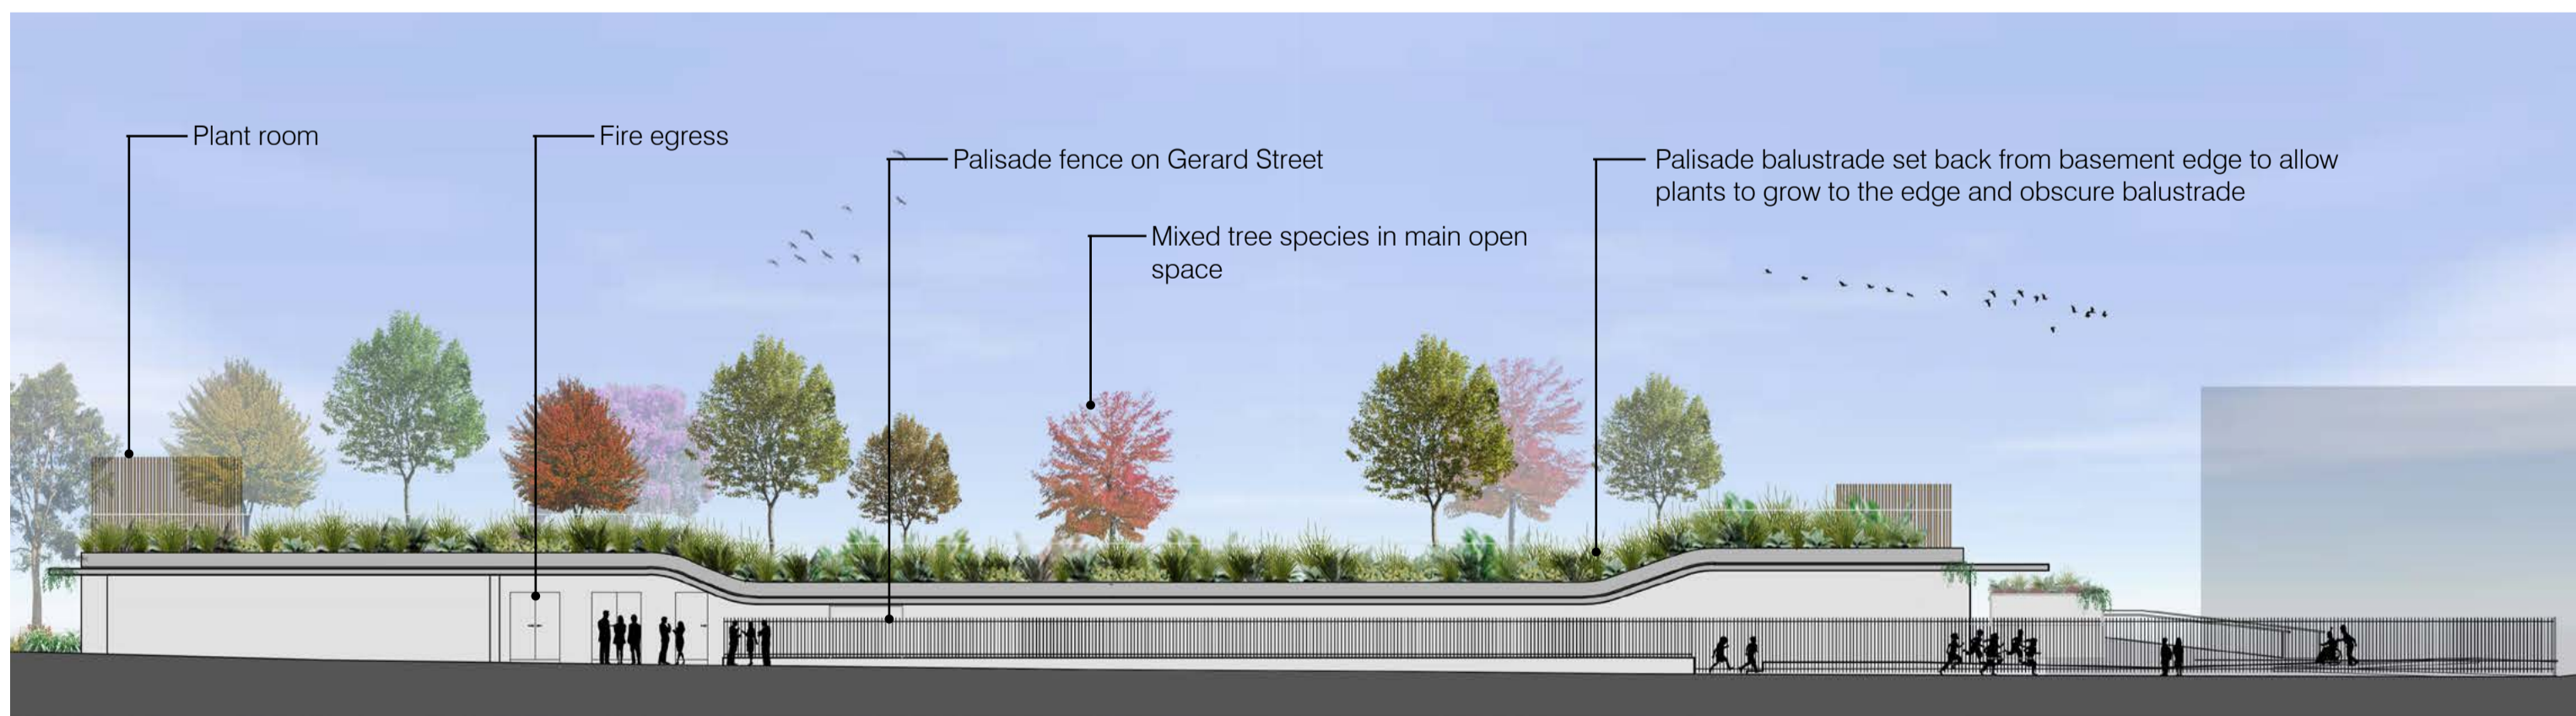 Plant room
Fire egress
Palisade fence on Gerard Street
Palisade balustrade set back from basement edge to allow
plants to grow to the edge and obscure balustrade
Mixed tree species in main open
space